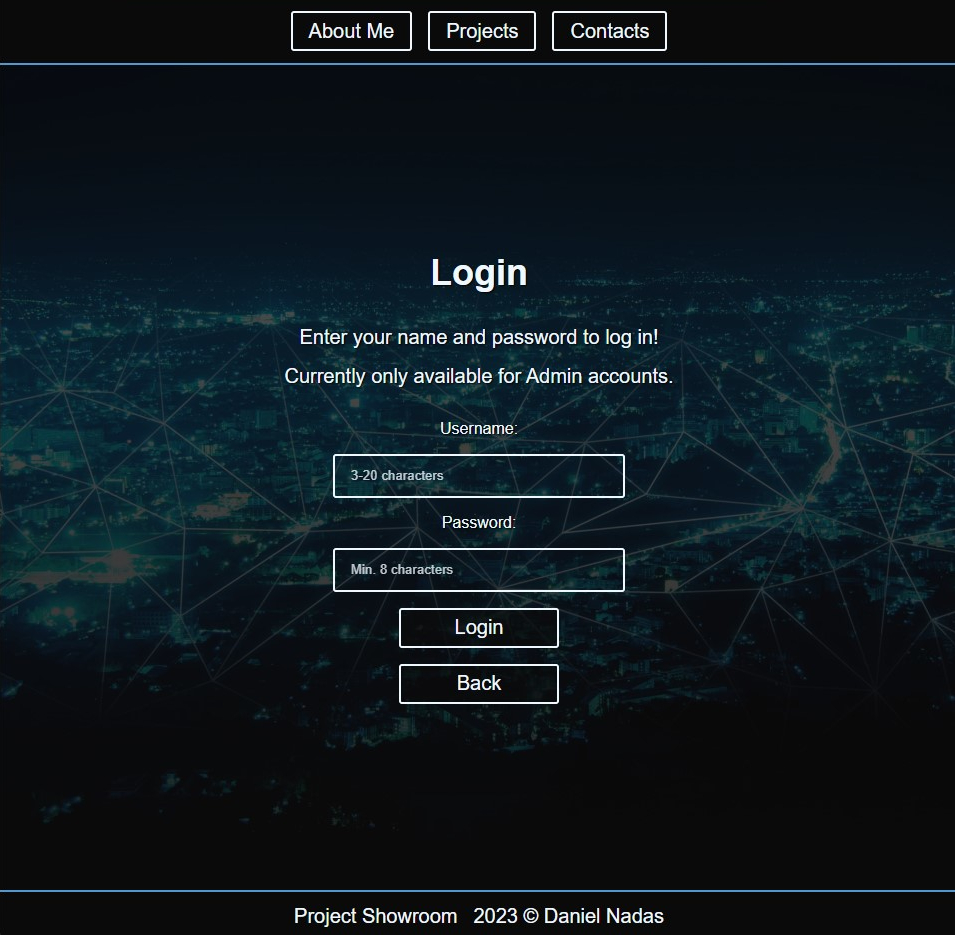 About Me Projects Contacts
Login
Enter your name and password to log in!
Currently only available for Admin accounts.
Username:
3-20 characters
Password:
Min. 8 characters
Login
Back
Project Showroom 2023 © Daniel Nadas